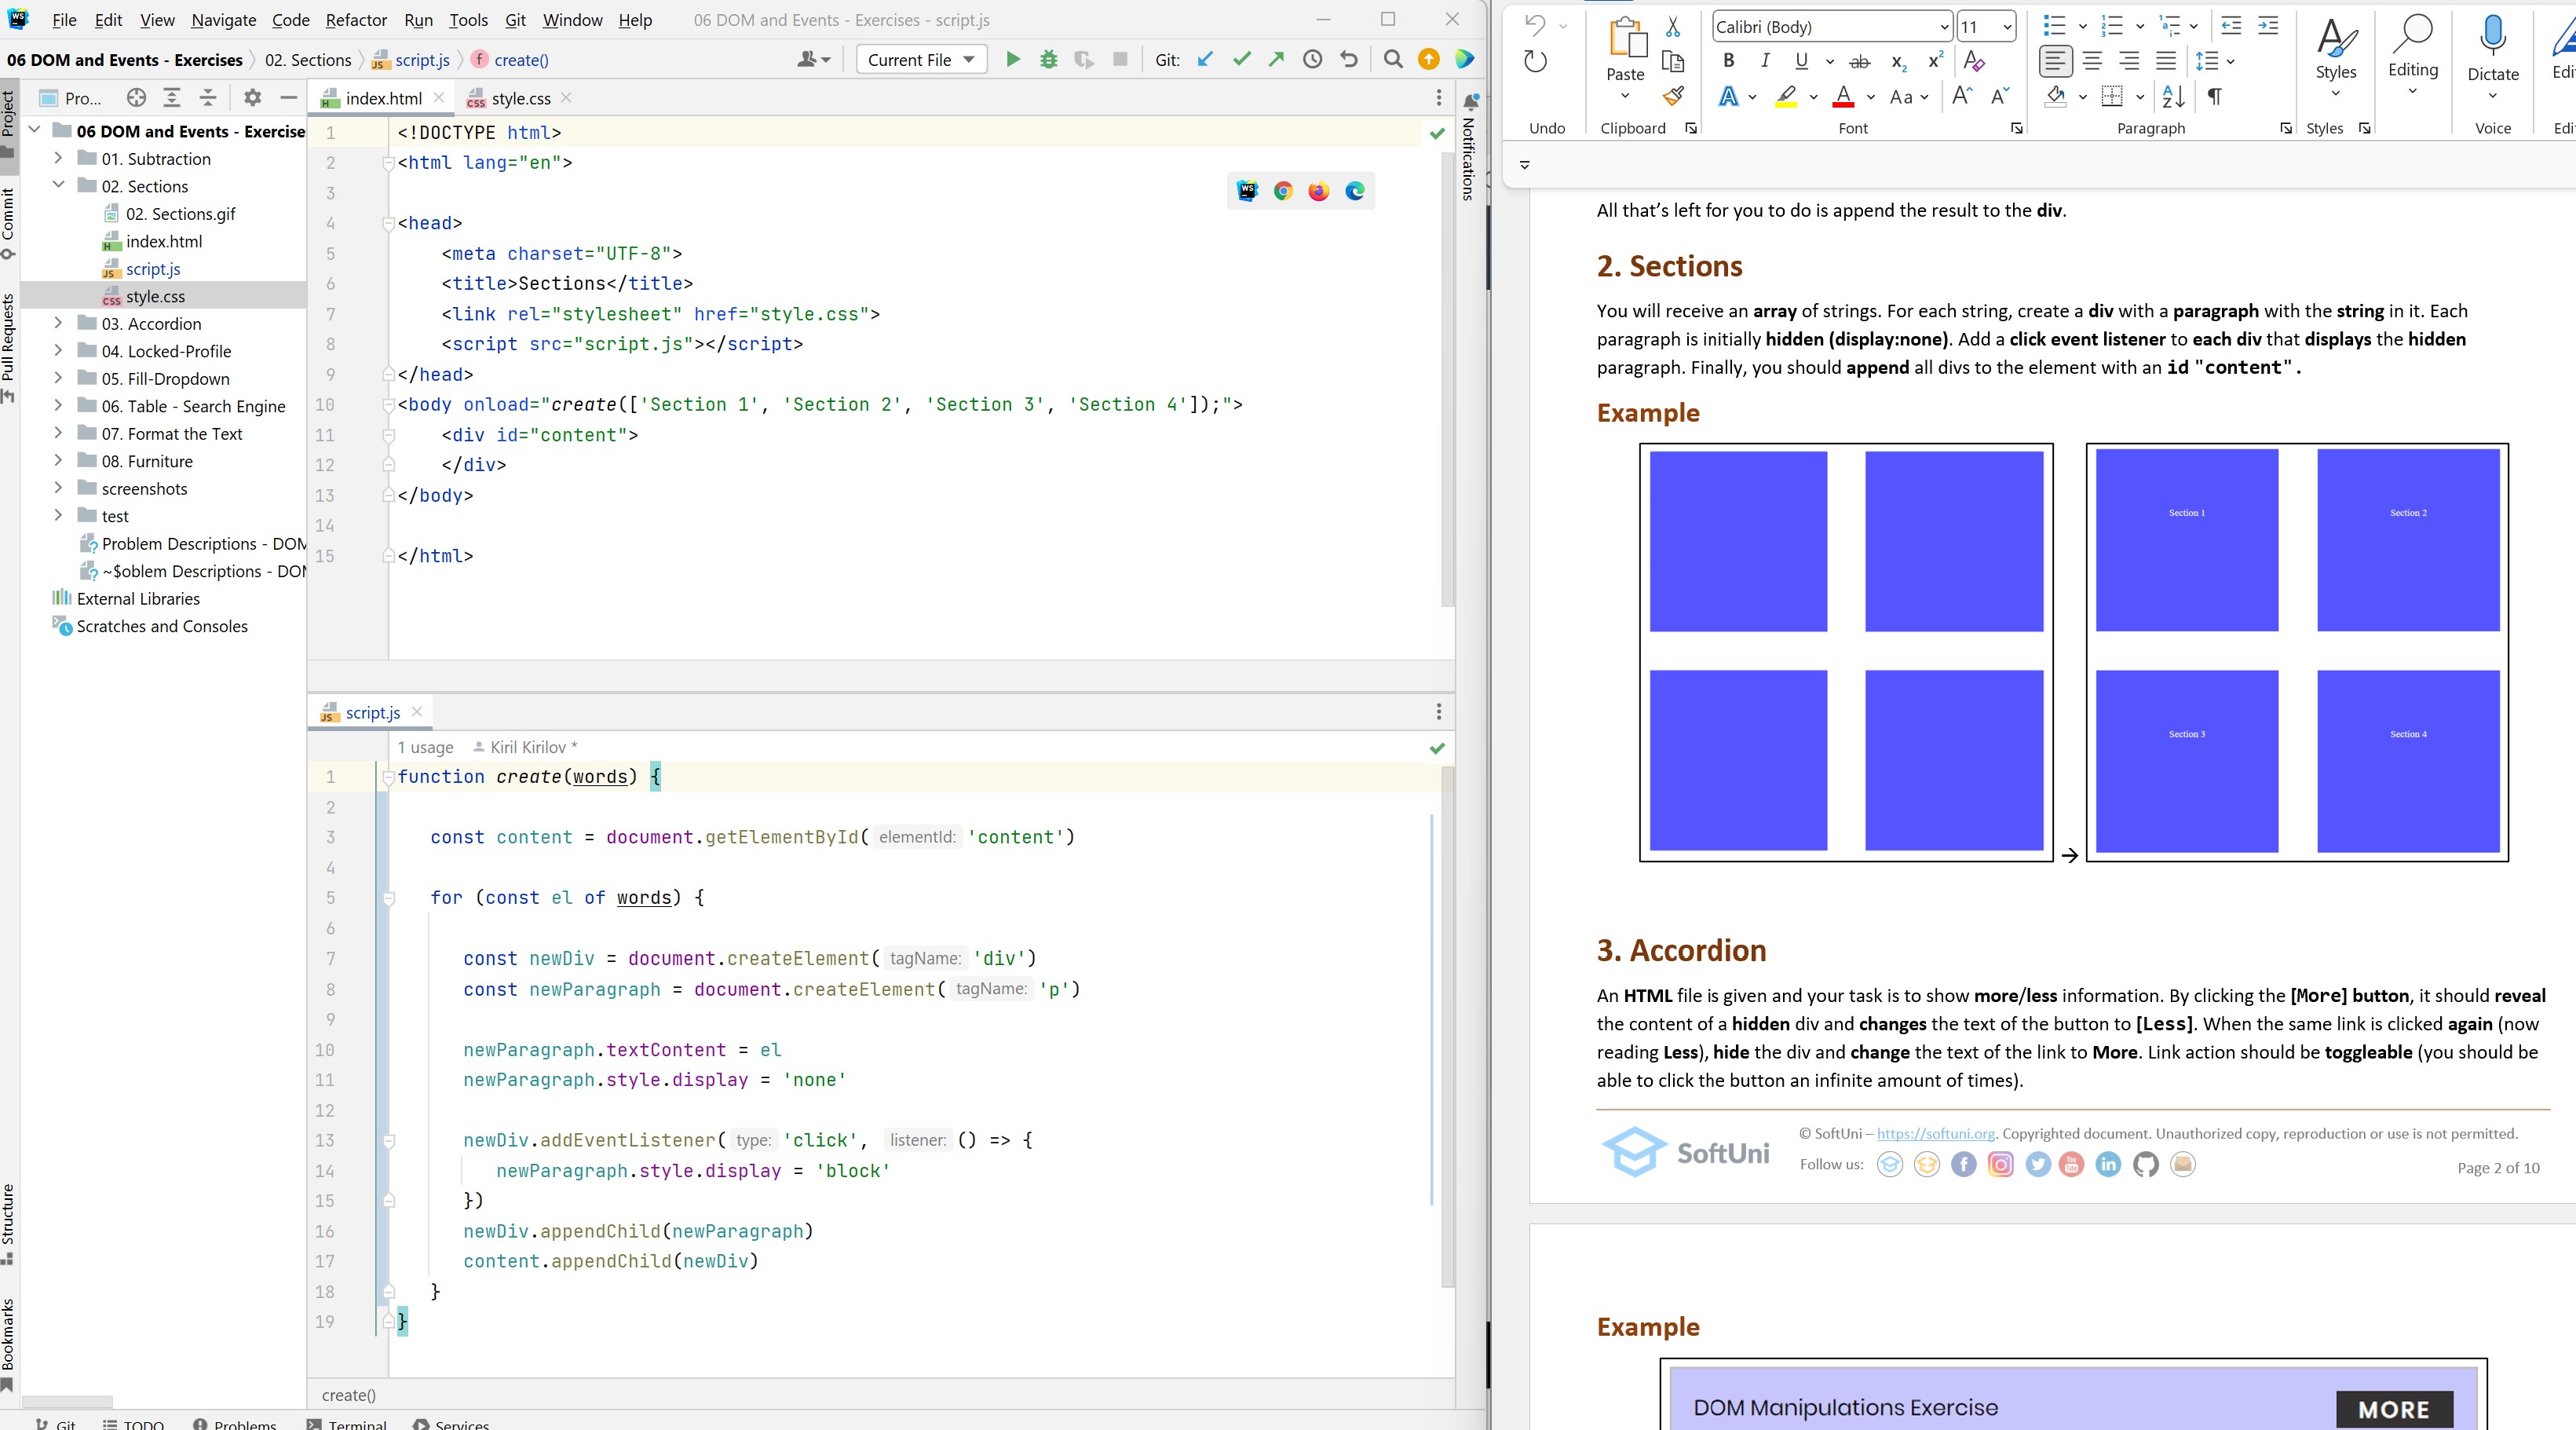 File Edit View Navigate Code Refactor Run Tools Git Window Help 06 DOM and Events - Exercises - script.js
06 DOM and Events - Exercises 02. Sections script.js create()
Current File
Git:
Project
Commit
Pull Requests
Structure
Bookmarks
Pro...
06 DOM and Events - Exercise
01. Subtraction
02. Sections
02. Sections.gif
index.html
script.js
style.css
03. Accordion
04. Locked-Profile
05. Fill-Dropdown
06. Table - Search Engine
07. Format the Text
08. Furniture
screenshots
test
Problem Descriptions - DOM
~$oblem Descriptions - DOM
External Libraries
Scratches and Consoles
index.html style.css
1 <!DOCTYPE html>
2 <html lang="en">
3
4 <head>
5 <meta charset="UTF-8">
6 <title>Sections</title>
7 <link rel="stylesheet" href="style.css">
8 <script src="script.js"></script>
9 </head>
10 <body onload="create(['Section 1', 'Section 2', 'Section 3', 'Section 4']);">
11 <div id="content">
12 </div>
13 </body>
14
15 </html>
Notifications
script.js
1 usage Kiril Kirilov *
1 function create(words) {
2
3 const content = document.getElementById( elementId: 'content')
4
5 for (const el of words) {
6
7 const newDiv = document.createElement( tagName: 'div')
8 const newParagraph = document.createElement( tagName: 'p')
9
10 newParagraph.textContent = el
11 newParagraph.style.display = 'none'
12
13 newDiv.addEventListener( type: 'click', listener: () => {
14 newParagraph.style.display = 'block'
15 })
16 newDiv.appendChild(newParagraph)
17 content.appendChild(newDiv)
18 }
19 }
create()
Git TODO Problems Terminal Services
Calibri (Body) 11
Paste
Styles
Editing
Dictate
Edi
Undo Clipboard Font Paragraph Styles Voice Edi
All that's left for you to do is append the result to the div.
2. Sections
You will receive an array of strings. For each string, create a div with a paragraph with the string in it. Each
paragraph is initially hidden (display:none). Add a click event listener to each div that displays the hidden
paragraph. Finally, you should append all divs to the element with an id "content".
Example
Section 1 Section 2
Section 3 Section 4
→
3. Accordion
An HTML file is given and your task is to show more/less information. By clicking the [More] button, it should reveal
the content of a hidden div and changes the text of the button to [Less]. When the same link is clicked again (now
reading Less), hide the div and change the text of the link to More. Link action should be toggleable (you should be
able to click the button an infinite amount of times).
SoftUni
© SoftUni – https://softuni.org. Copyrighted document. Unauthorized copy, reproduction or use is not permitted.
Follow us:
Page 2 of 10
Example
DOM Manipulations Exercise MORE